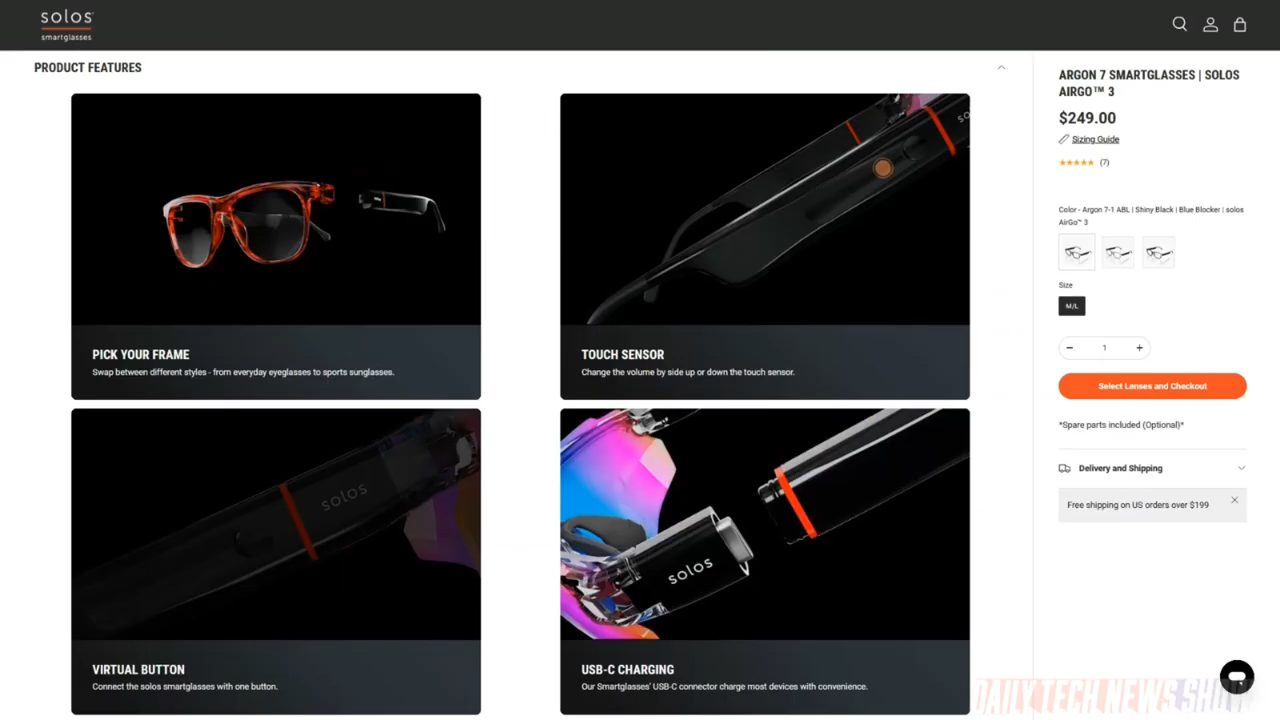 solos
smartglasses
PRODUCT FEATURES
solos
PICK YOUR FRAME
Swap between different styles - from everyday eyeglasses to sports sunglasses.
TOUCH SENSOR
Change the volume by side up or down the touch sensor.
solos
solos
VIRTUAL BUTTON
Connect the solos smartglasses with one button.
USB-C CHARGING
Our Smartglasses' USB-C connector charge most devices with convenience.
ARGON 7 SMARTGLASSES | SOLOS
AIRGO™ 3
$249.00
Sizing Guide
★★★★★ (7)
Color - Argon 7-1 ABL | Shiny Black | Blue Blocker | solos
AirGo™ 3
Size
M/L
− 1 +
Select Lenses and Checkout
*Spare parts included (Optional)*
Delivery and Shipping
Free shipping on US orders over $199
DAILY TECH NEWS SHOW